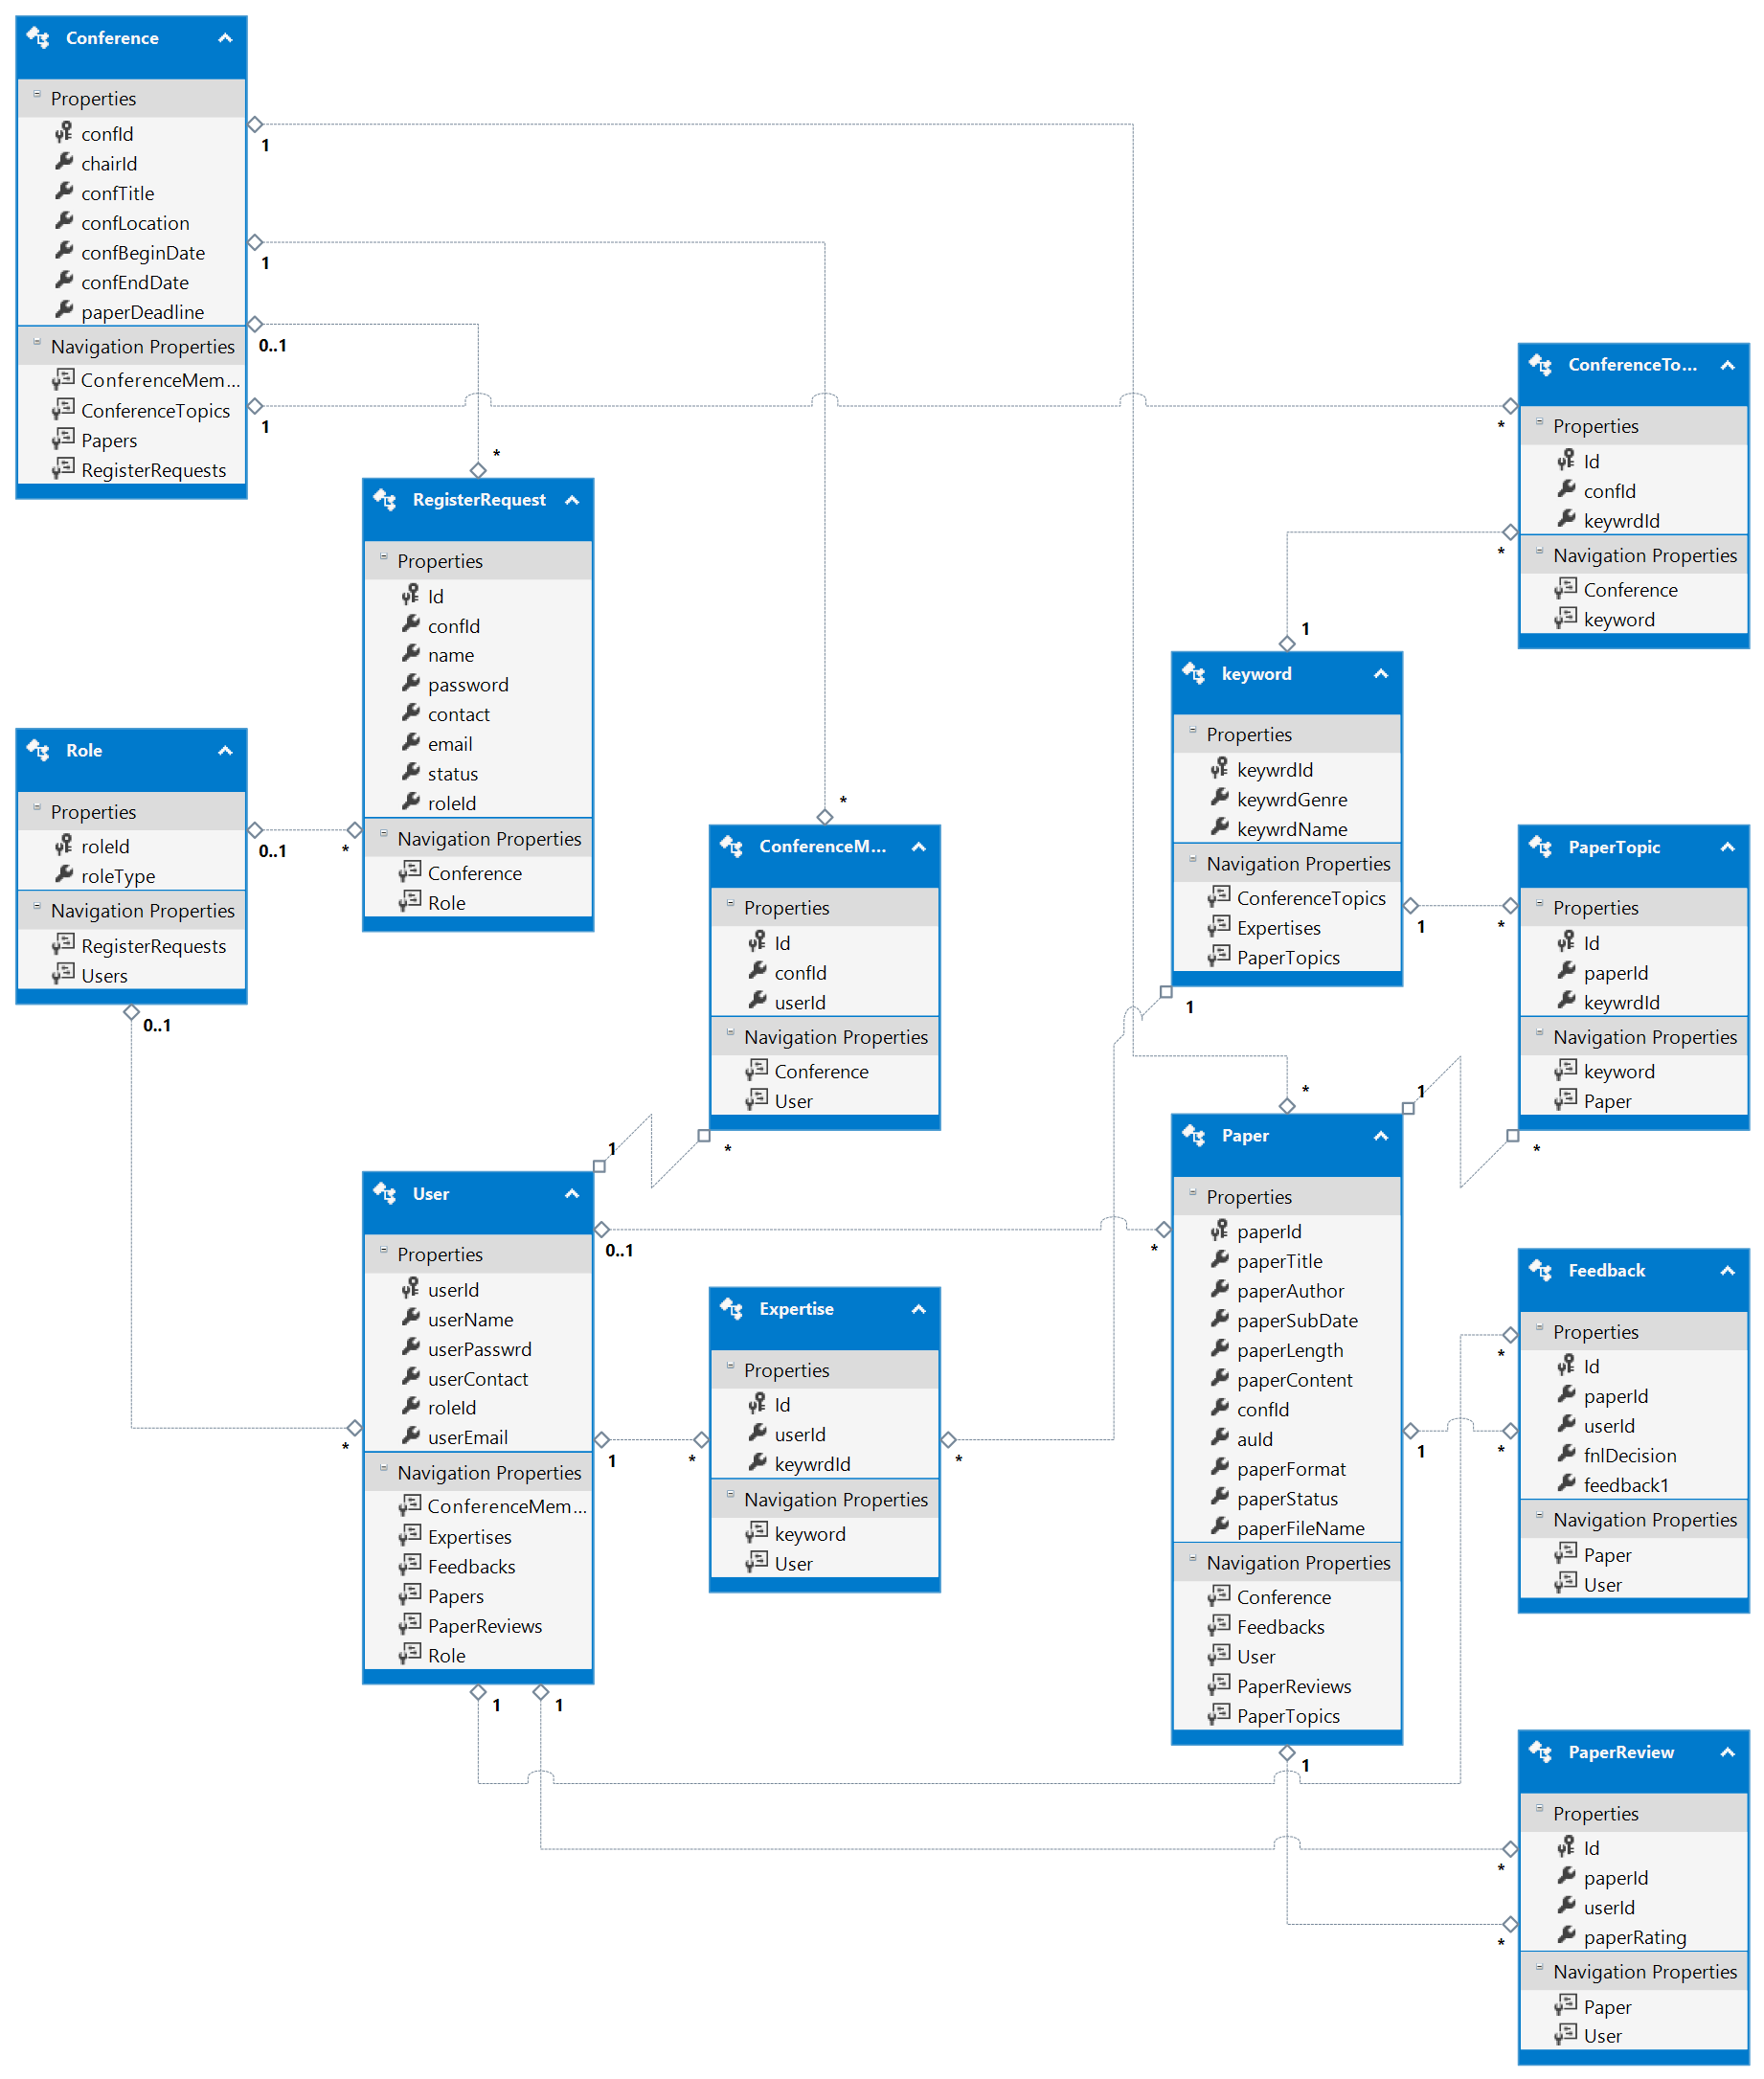 Conference
Properties
confId
chairId
confTitle
confLocation
confBeginDate
confEndDate
paperDeadline
Navigation Properties
ConferenceMem...
ConferenceTopics
Papers
RegisterRequests
1
1
0..1
1
*
RegisterRequest
Properties
Id
confId
name
password
contact
email
status
roleId
Navigation Properties
Conference
Role
Role
Properties
roleId
roleType
Navigation Properties
RegisterRequests
Users
0..1
*
0..1
*
ConferenceM...
Properties
Id
confId
userId
Navigation Properties
Conference
User
1
*
ConferenceTo...
Properties
Id
confId
keywrdId
Navigation Properties
Conference
keyword
*
*
1
keyword
Properties
keywrdId
keywrdGenre
keywrdName
Navigation Properties
ConferenceTopics
Expertises
PaperTopics
1
*
1
PaperTopic
Properties
Id
paperId
keywrdId
Navigation Properties
keyword
Paper
1
*
*
User
Properties
userId
userName
userPasswrd
userContact
roleId
userEmail
Navigation Properties
ConferenceMem...
Expertises
Feedbacks
Papers
PaperReviews
Role
0..1
*
*
1
*
1
1
Expertise
Properties
Id
userId
keywrdId
Navigation Properties
keyword
User
*
Paper
Properties
paperId
paperTitle
paperAuthor
paperSubDate
paperLength
paperContent
confId
auId
paperFormat
paperStatus
paperFileName
Navigation Properties
Conference
Feedbacks
User
PaperReviews
PaperTopics
1
1
Feedback
Properties
Id
paperId
userId
fnlDecision
feedback1
Navigation Properties
Paper
User
*
*
PaperReview
Properties
Id
paperId
userId
paperRating
Navigation Properties
Paper
User
*
*